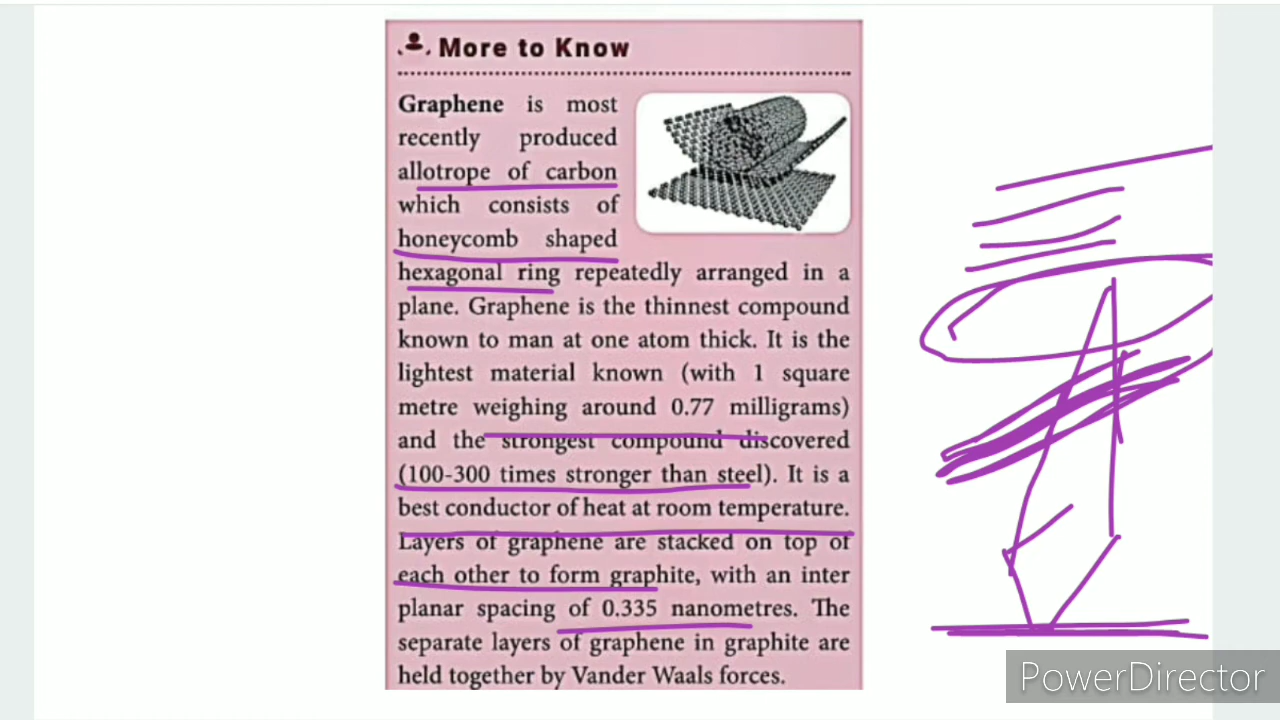 More to Know
Graphene is most
recently produced
allotrope of carbon
which consists of
honeycomb shaped
hexagonal ring repeatedly arranged in a
plane. Graphene is the thinnest compound
known to man at one atom thick. It is the
lightest material known (with 1 square
metre weighing around 0.77 milligrams)
and the strongest compound discovered
(100-300 times stronger than steel). It is a
best conductor of heat at room temperature.
Layers of graphene are stacked on top of
each other to form graphite, with an inter
planar spacing of 0.335 nanometres. The
separate layers of graphene in graphite are
held together by Vander Waals forces.
PowerDirector